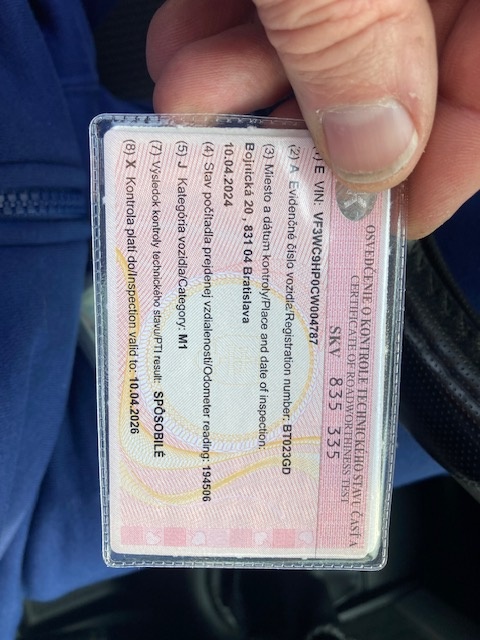 OSVEDČENIE O KONTROLE TECHNICKÉHO STAVU ČASŤ A
CERTIFICATE OF ROADWORTHINESS TEST
SKV 835 335
E VIN: VF3WC9HP0CW004787
(2) A Evidenčné číslo vozidla/Registration number: BT023GD
(3) Miesto a dátum kontroly/Place and date of inspection:
Bojnická 20 , 831 04 Bratislava
10.04.2024
(4) Stav počítadla prejdenej vzdialenosti/Odometer reading: 194506
(5) J Kategória vozidla/Category: M1
(7) Výsledok kontroly technického stavu/PTI result: SPÔSOBILÉ
(8) X Kontrola platí do/Inspection valid to: 10.04.2026